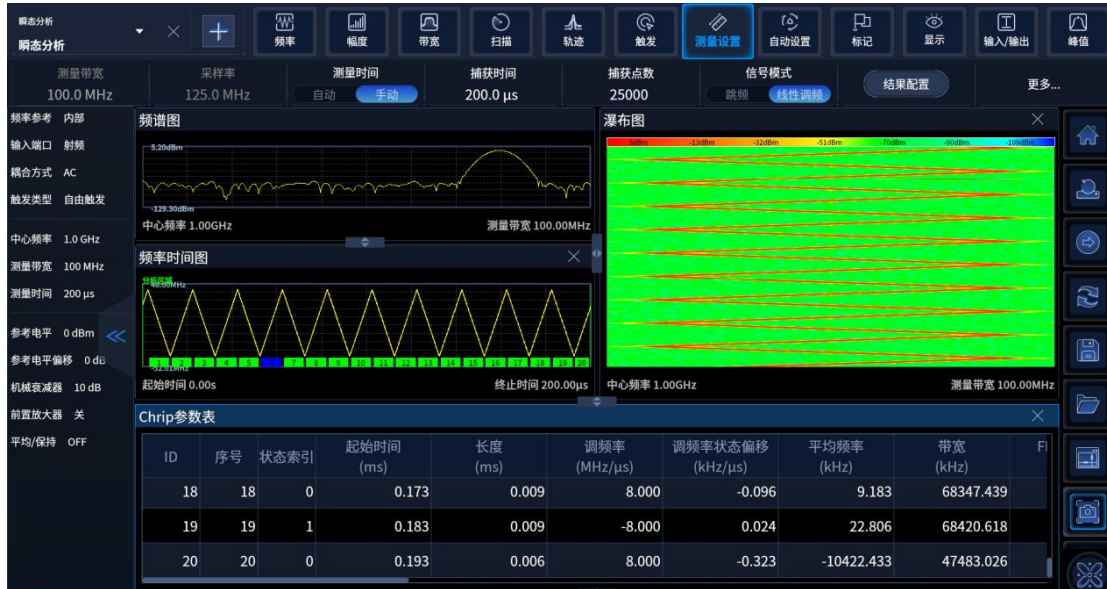 瞬态分析
瞬态分析
频率
幅度
带宽
扫描
轨迹
触发
测量设置
自动设置
标记
显示
输入/输出
峰值
测量带宽
100.0 MHz
采样率
125.0 MHz
测量时间
自动 手动
捕获时间
200.0 μs
捕获点数
25000
信号模式
跳频 线性调频
结果配置
更多...
频率参考 内部
输入端口 射频
耦合方式 AC
触发类型 自由触发
中心频率 1.0 GHz
测量带宽 100 MHz
测量时间 200 μs
参考电平 0 dBm
参考电平偏移 0 dB
机械衰减器 10 dB
前置放大器 关
平均/保持 OFF
频谱图
5.20dBm
-129.30dBm
中心频率 1.00GHz 测量带宽 100.00MHz
频率时间图
分析区域
48.00MHz
1 2 3 4 5 6 7 8 9 10 11 12 13 14 15 16 17 18 19 20
-52.01MHz
起始时间 0.00s 终止时间 200.00μs
瀑布图
5dBm -13dBm -32dBm -51dBm -70dBm -90dBm -109dBm
中心频率 1.00GHz 测量带宽 100.00MHz
Chrip参数表
ID 序号 状态索引 起始时间 (ms) 长度 (ms) 调频率 (MHz/μs) 调频率状态偏移 (kHz/μs) 平均频率 (kHz) 带宽 (kHz)
18 18 0 0.173 0.009 8.000 -0.096 9.183 68347.439
19 19 1 0.183 0.009 -8.000 0.024 22.806 68420.618
20 20 0 0.193 0.006 8.000 -0.323 -10422.433 47483.026